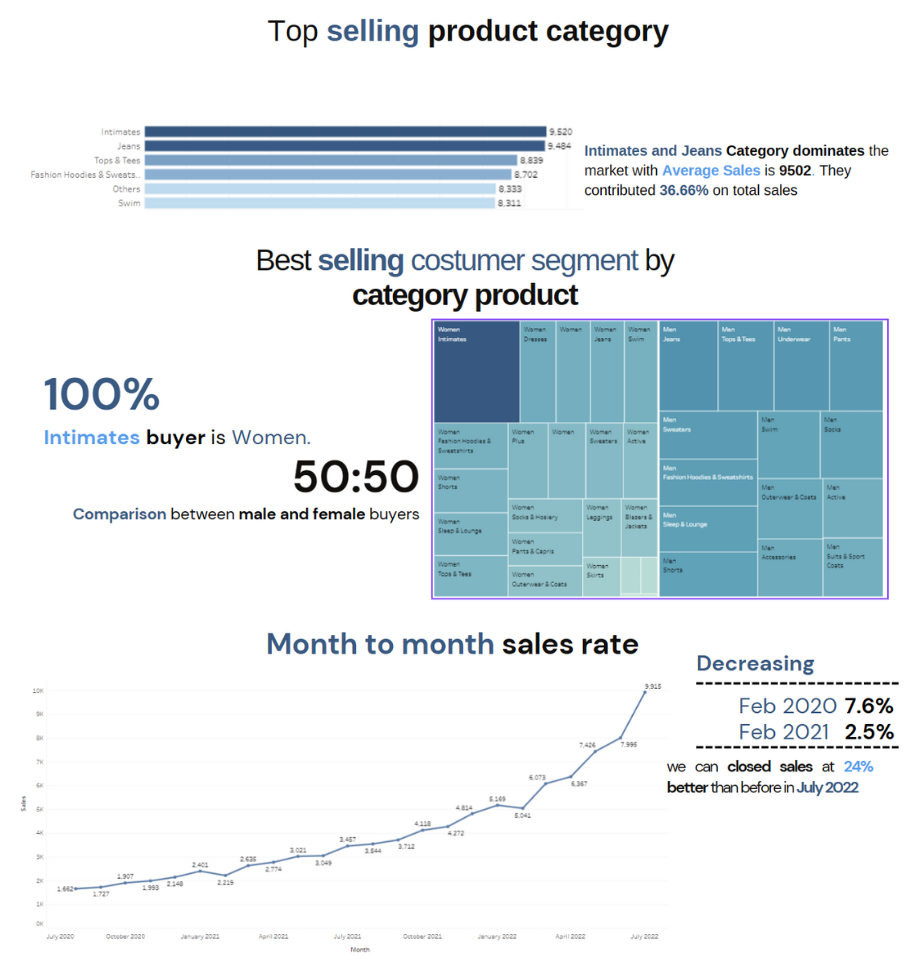 Top selling product category
Intimates 9,520
Jeans 9,484
Tops & Tees 8,839
Fashion Hoodies & Sweats.. 8,702
Others 8,333
Swim 8,311
Intimates and Jeans Category dominates the
market with Average Sales is 9502. They
contributed 36.66% on total sales
Best selling costumer segment by
category product
100%
Intimates buyer is Women.
50:50
Comparison between male and female buyers
Women
Intimates
Women
Dresses
Women
Women
Jeans
Women
Swim
Women
Fashion Hoodies &
Sweatshirts
Women
Plus
Women
Women
Sweaters
Women
Active
Women
Shorts
Women
Sleep & Lounge
Women
Tops & Tees
Women
Socks & Hosiery
Women
Pants & Capris
Women
Outerwear & Coats
Women
Leggings
Women
Blazers &
Jackets
Women
Skirts
Men
Jeans
Men
Tops & Tees
Men
Underwear
Men
Pants
Men
Sweaters
Men
Fashion Hoodies & Sweatshirts
Men
Sleep & Lounge
Men
Shorts
Men
Swim
Men
Socks
Men
Outerwear & Coats
Men
Active
Men
Accessories
Men
Suits & Sport
Coats
Month to month sales rate
Decreasing
Feb 2020 7.6%
Feb 2021 2.5%
we can closed sales at 24%
better than before in July 2022
Sales
10K
9K
8K
7K
6K
5K
4K
3K
2K
1K
0K
1,662
1,727
1,907
1,993
2,148
2,401
2,219
2,635
2,774
3,021
3,049
3,457
3,544
3,712
4,118
4,272
4,814
5,169
5,041
6,073
6,367
7,426
7,995
9,915
July 2020
October 2020
January 2021
April 2021
July 2021
October 2021
January 2022
April 2022
July 2022
Month